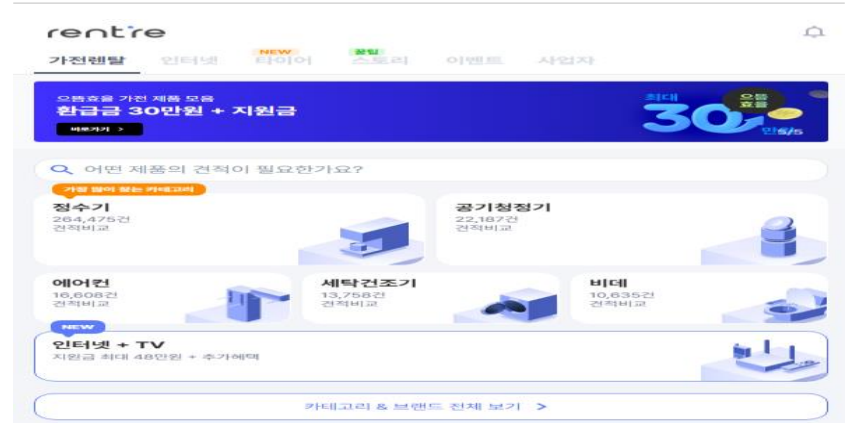 rentre
가전렌탈 인터넷 NEW 타이어 꿀팁 스토리 이벤트 사업자
으뜸효율 가전 제품 모음
환급금 30만원 + 지원금
바로가기 >
최대 30만
으뜸
효율
5/5
어떤 제품의 견적이 필요한가요?
가장 많이 찾는 카테고리
정수기
264,475건
견적비교
공기청정기
22,187건
견적비교
에어컨
16,608건
견적비교
세탁건조기
13,758건
견적비교
비데
10,635건
견적비교
NEW
인터넷 + TV
지원금 최대 48만원 + 추가혜택
카테고리 & 브랜드 전체 보기 >